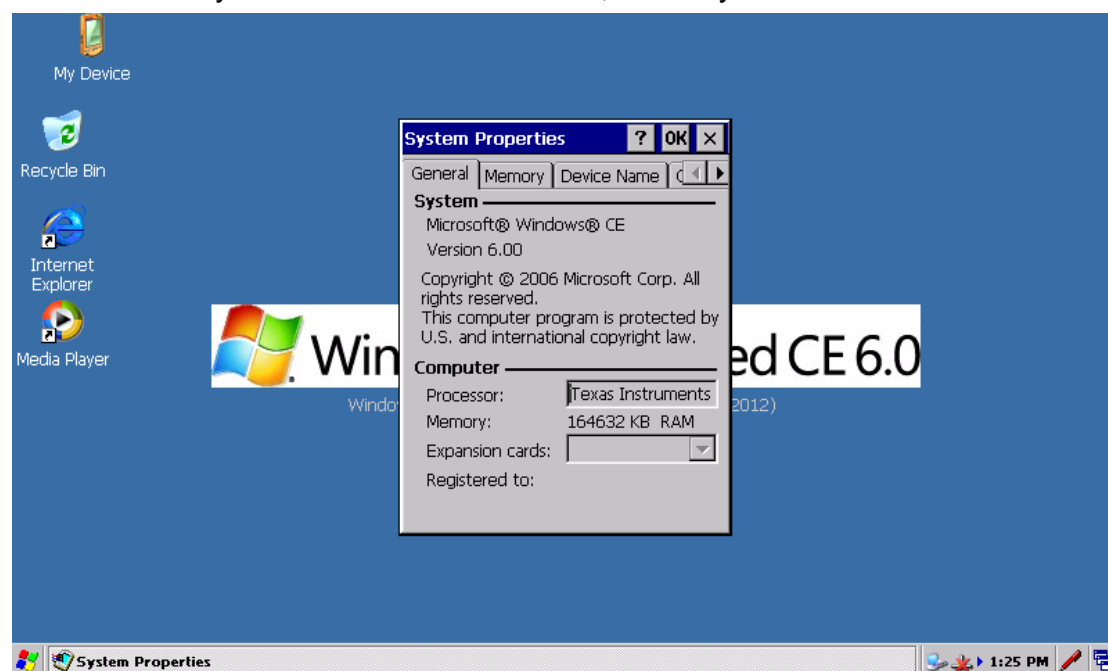 My Device
Recycle Bin
Internet
Explorer
Media Player
System Properties ? OK ×
General Memory Device Name
System
Microsoft® Windows® CE
Version 6.00
Copyright © 2006 Microsoft Corp. All
rights reserved.
This computer program is protected by
U.S. and international copyright law.
Computer
Processor: Texas Instruments
Memory: 164632 KB RAM
Expansion cards:
Registered to:
Win
ed CE 6.0
Windo
2012)
System Properties
1:25 PM